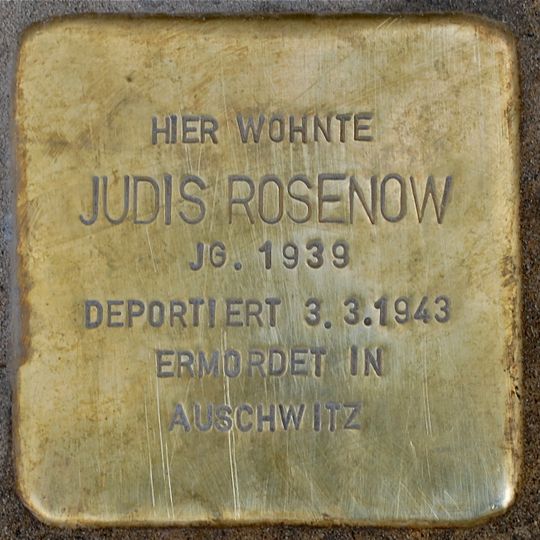 HIER WOHNTE
JUDIS ROSENOW
JG. 1939
DEPORTIERT 3.3.1943
ERMORDET IN
AUSCHWITZ